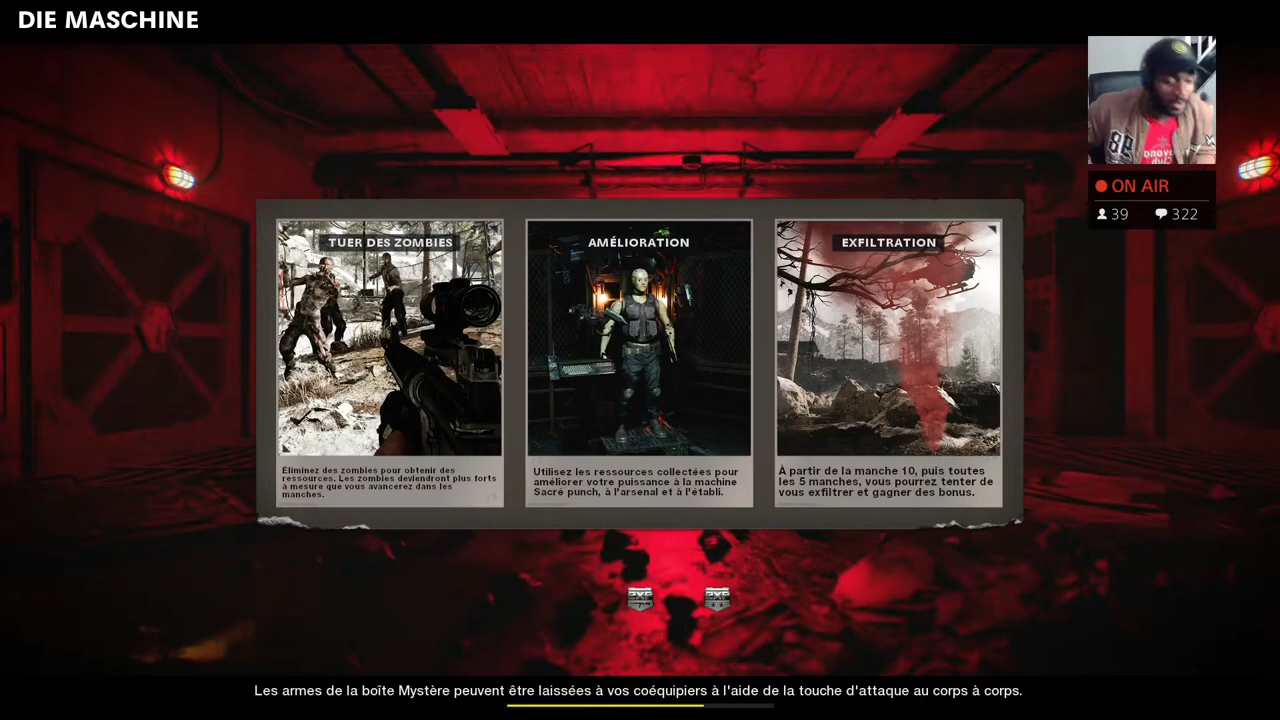 DIE MASCHINE
ON AIR
39 322
TUER DES ZOMBIES
Éliminez des zombies pour obtenir des
ressources. Les zombies deviendront plus forts
à mesure que vous avancerez dans les
manches.
AMÉLIORATION
Utilisez les ressources collectées pour
améliorer votre puissance à la machine
Sacré punch, à l'arsenal et à l'établi.
EXFILTRATION
À partir de la manche 10, puis toutes
les 5 manches, vous pourrez tenter de
vous exfiltrer et gagner des bonus.
2XP 2XP
Les armes de la boîte Mystère peuvent être laissées à vos coéquipiers à l'aide de la touche d'attaque au corps à corps.